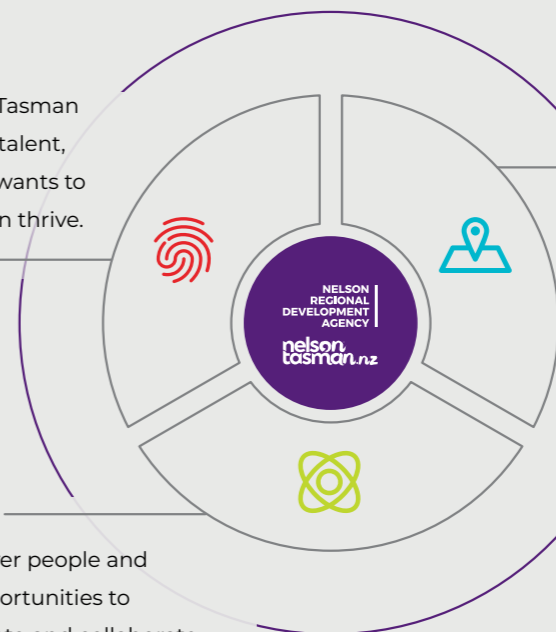 Tasman
talent,
wants to
n thrive.
NELSON
REGIONAL
DEVELOPMENT
AGENCY
nelson
tasman.nz
er people and
ortunities to